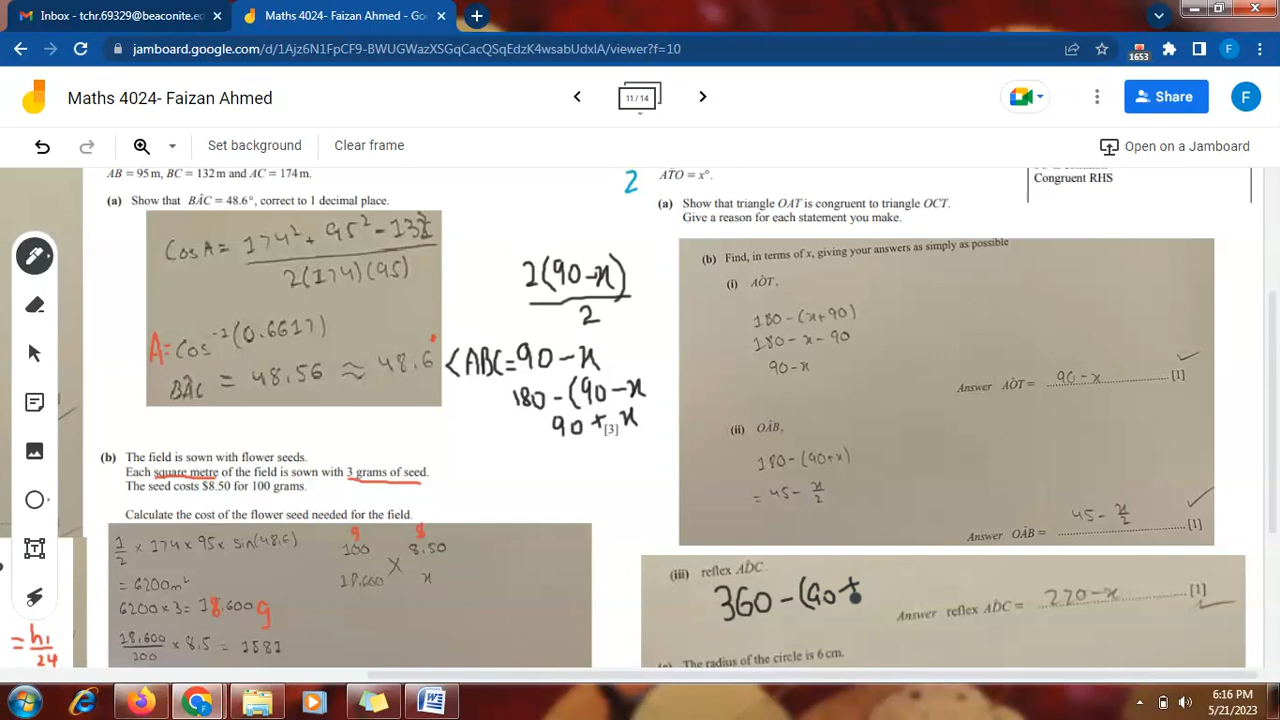 Inbox - tchr.69329@beaconite.ed
Maths 4024- Faizan Ahmed - Goo
jamboard.google.com/d/1Ajz6N1FpCF9-BWUGWazXSGqCacQSqEdzK4wsabUdxlA/viewer?f=10
1653
F
Maths 4024- Faizan Ahmed
11 / 14
Share
F
Set background
Clear frame
Open on a Jamboard
AB = 95 m, BC = 132 m and AC = 174 m.
(a) Show that BÂC = 48.6°, correct to 1 decimal place.
Cos A = 174² + 95² - 132²
2(174)(95)
A= Cos⁻¹(0.6617)
BÂC = 48.56 ≈ 48.6
2(90-x)
2
<ABC=90-x
180-(90-x
90+x
[3]
(b) The field is sown with flower seeds.
Each square metre of the field is sown with 3 grams of seed.
The seed costs $8.50 for 100 grams.
Calculate the cost of the flower seed needed for the field.
1/2 × 174 × 95 × sin(48.6)
= 6200m²
6200×3= 18,600 g
18,600/100 × 8.5 = 1581
g $
100 8.50
18,600 x
= h1
24
2
AT̂O = x°.
Congruent RHS
(a) Show that triangle OAT is congruent to triangle OCT.
Give a reason for each statement you make.
(b) Find, in terms of x, giving your answers as simply as possible
(i) AÔT,
180-(x+90)
180-x-90
90-x
Answer AÔT = 90-x [1]
(ii) OÂB,
180-(90+x)
= 45 - x/2
Answer OÂB = 45 - x/2 [1]
(iii) reflex AD̂C
360-(90+
Answer reflex AD̂C = 270-x [1]
The radius of the circle is 6 cm.
6:16 PM
5/21/2023